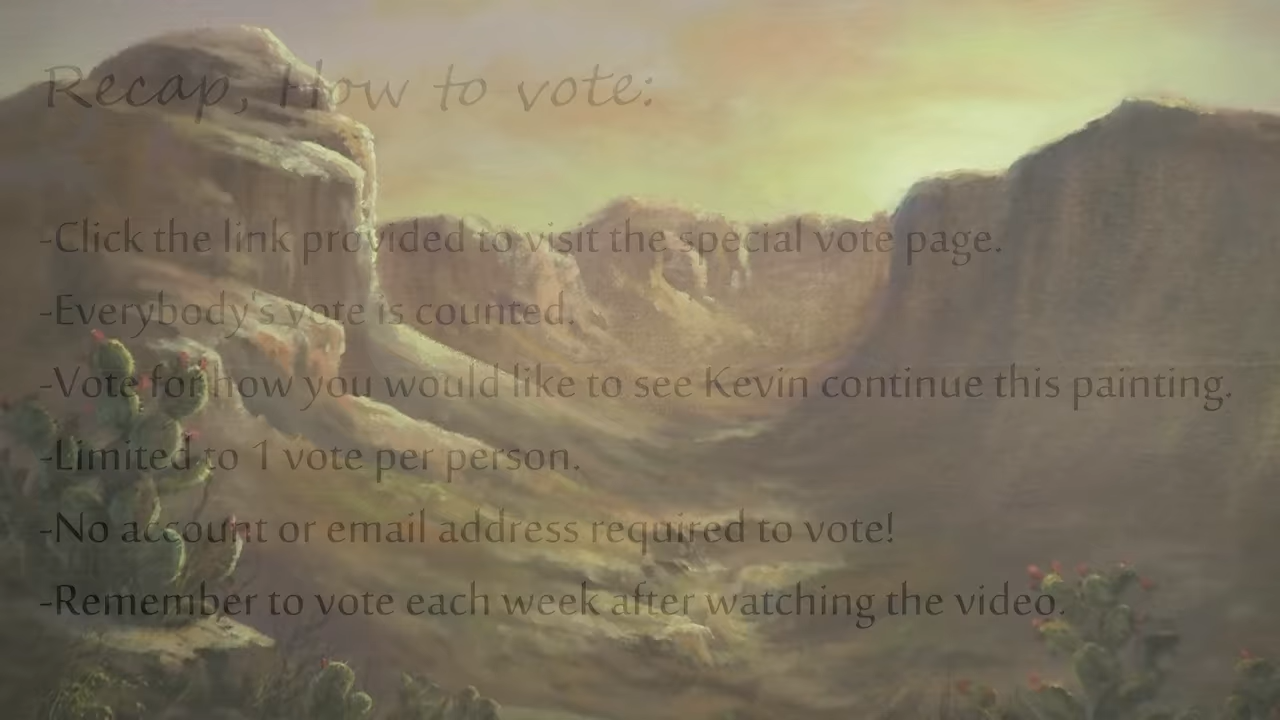 Recap, How to vote:
-Click the link provided to visit the special vote page.
-Everybody's vote is counted.
-Vote for how you would like to see Kevin continue this painting.
-Limited to 1 vote per person.
-No account or email address required to vote!
-Remember to vote each week after watching the video.